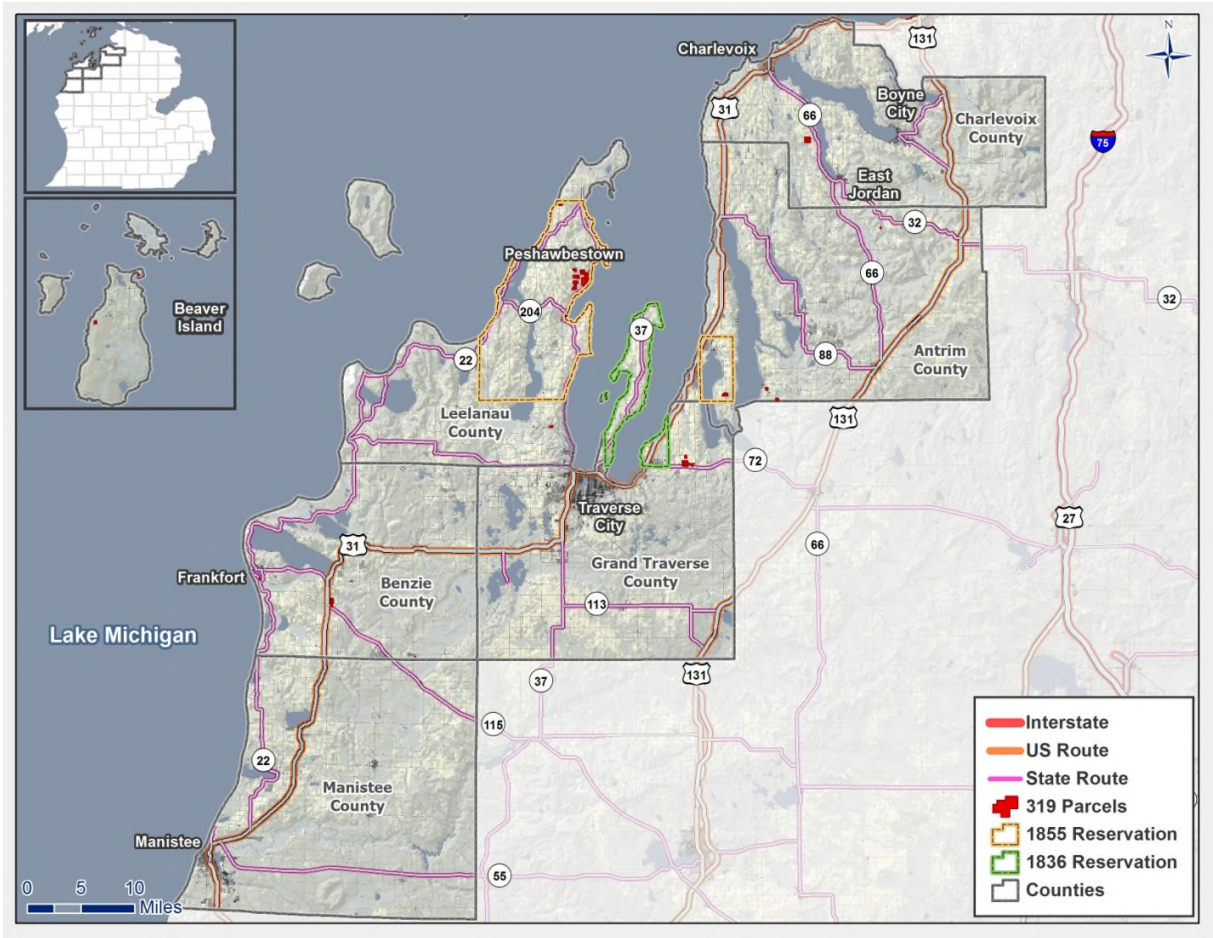 N
Charlevoix
131
31
66
Boyne
City
Charlevoix
County
75
East
Jordan
32
Peshawbestown
66
32
204
37
Beaver
Island
22
88
Antrim
County
Leelanau
County
131
72
Traverse
City
27
31
66
Frankfort
Benzie
County
Grand Traverse
County
113
Lake Michigan
37
131
115
22
Manistee
County
Manistee
55
0 5 10
Miles
Interstate
US Route
State Route
319 Parcels
1855 Reservation
1836 Reservation
Counties